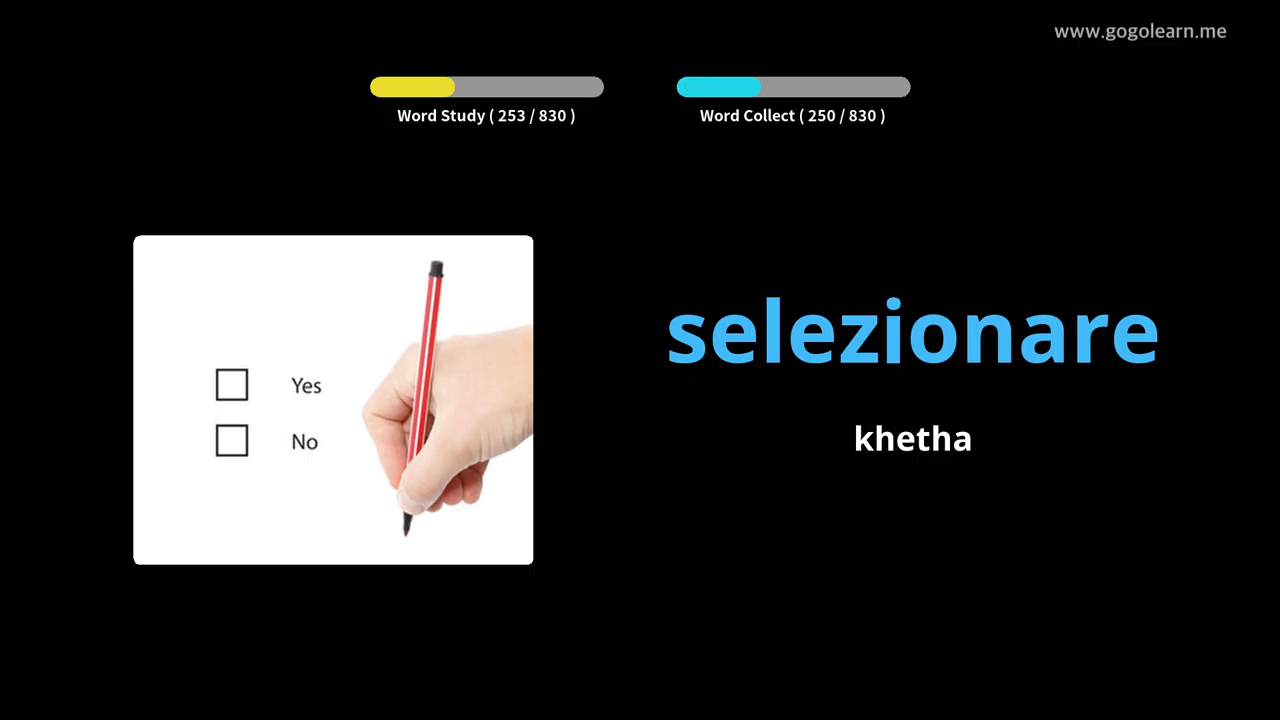 www.gogolearn.me
Word Study ( 253 / 830 )
Word Collect ( 250 / 830 )
Yes
No
selezionare
khetha